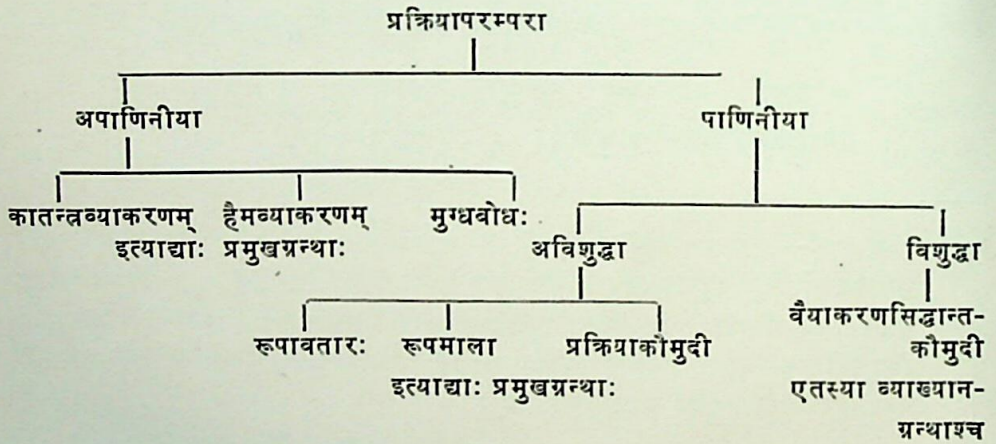 प्रक्रियापरम्परा
अपाणिनीया पाणिनीया
कातन्त्रव्याकरणम् हैमव्याकरणम् मुग्धबोधः
इत्याद्याः प्रमुखग्रन्थाः
अविशुद्धा विशुद्धा
रूपावतारः रूपमाला प्रक्रियाकौमुदी
इत्याद्याः प्रमुखग्रन्थाः
वैयाकरणसिद्धान्त-
कौमुदी
एतस्या व्याख्यान-
ग्रन्थाश्च